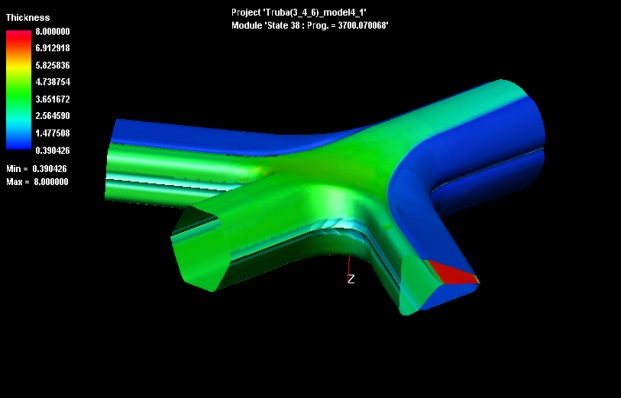 Project 'Truba(3_4_6)_model4_1'
Module 'State 38 : Prog. = 3700.070068'
Thickness
8.000000
6.912918
5.825836
4.738754
3.651672
2.564590
1.477508
0.390426
Min = 0.390426
Max = 8.000000
Z